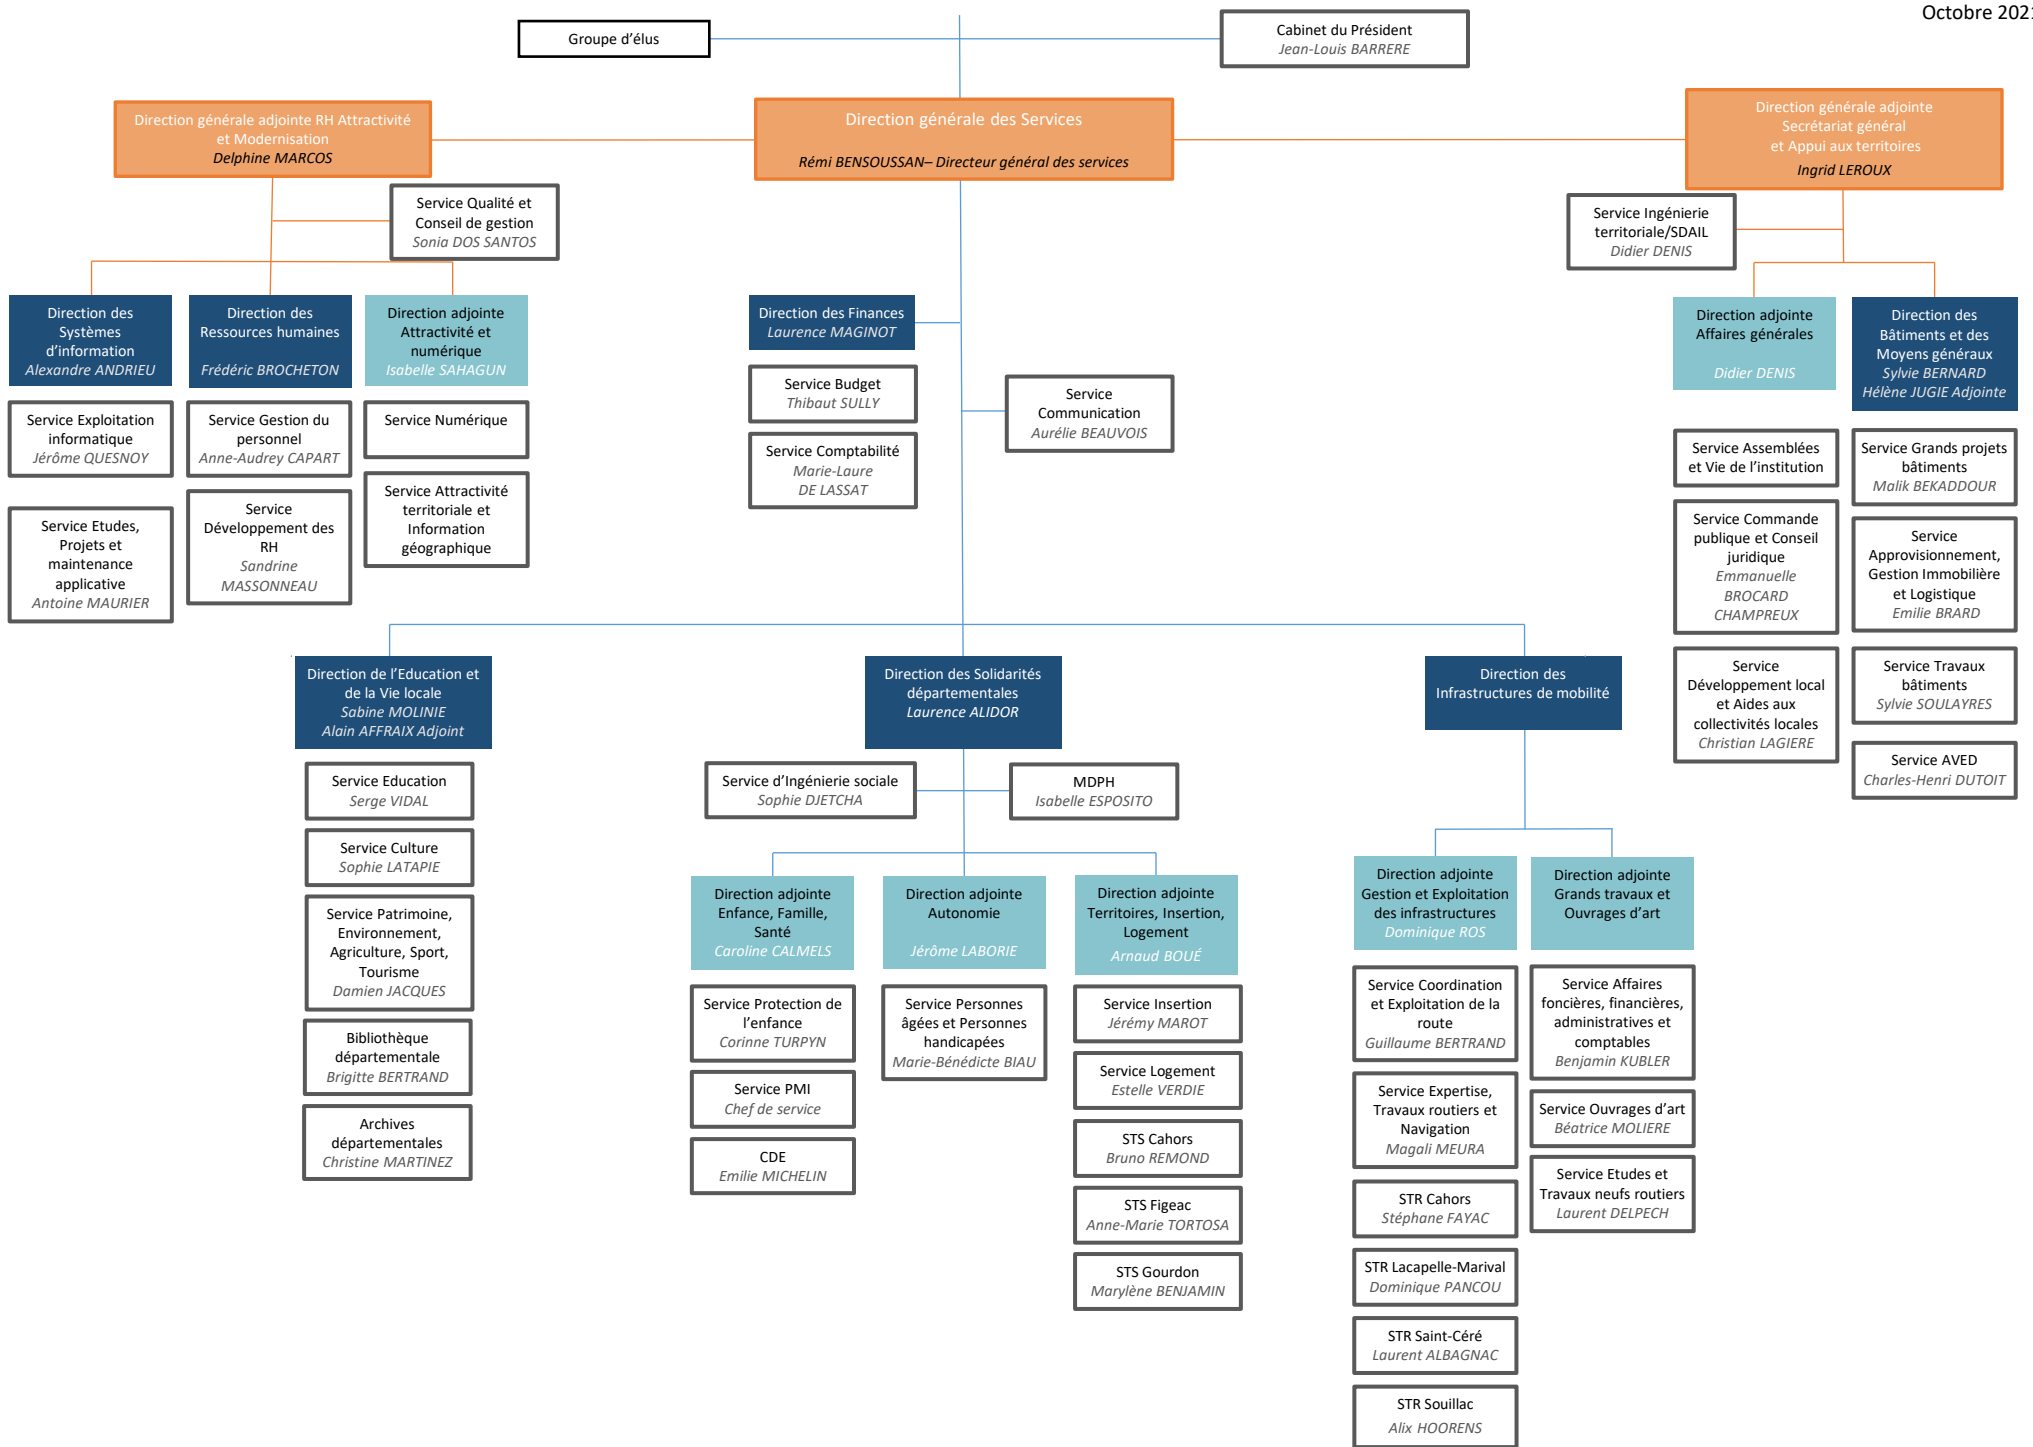 Octobre 2021
Groupe d'élus
Cabinet du Président
Jean-Louis BARRERE
Direction générale adjointe RH Attractivité
et Modernisation
Delphine MARCOS
Direction générale des Services
Rémi BENSOUSSAN– Directeur général des services
Direction générale adjointe
Secrétariat général
et Appui aux territoires
Ingrid LEROUX
Service Qualité et
Conseil de gestion
Sonia DOS SANTOS
Service Ingénierie
territoriale/SDAIL
Didier DENIS
Direction des
Systèmes
d'information
Alexandre ANDRIEU
Direction des
Ressources humaines
Frédéric BROCHETON
Direction adjointe
Attractivité et
numérique
Isabelle SAHAGUN
Direction des Finances
Laurence MAGINOT
Direction adjointe
Affaires générales
Didier DENIS
Direction des
Bâtiments et des
Moyens généraux
Sylvie BERNARD
Hélène JUGIE Adjointe
Service Exploitation
informatique
Jérôme QUESNOY
Service Etudes,
Projets et
maintenance
applicative
Antoine MAURIER
Service Gestion du
personnel
Anne-Audrey CAPART
Service
Développement des
RH
Sandrine
MASSONNEAU
Service Numérique
Service Attractivité
territoriale et
Information
géographique
Service Budget
Thibaut SULLY
Service Comptabilité
Marie-Laure
DE LASSAT
Service
Communication
Aurélie BEAUVOIS
Service Assemblées
et Vie de l'institution
Service Commande
publique et Conseil
juridique
Emmanuelle
BROCARD
CHAMPREUX
Service
Développement local
et Aides aux
collectivités locales
Christian LAGIERE
Service Grands projets
bâtiments
Malik BEKADDOUR
Service
Approvisionnement,
Gestion Immobilière
et Logistique
Emilie BRARD
Service Travaux
bâtiments
Sylvie SOULAYRES
Service AVED
Charles-Henri DUTOIT
Direction de l'Education et
de la Vie locale
Sabine MOLINIE
Alain AFFRAIX Adjoint
Direction des Solidarités
départementales
Laurence ALIDOR
Direction des
Infrastructures de mobilité
Service Education
Serge VIDAL
Service Culture
Sophie LATAPIE
Service Patrimoine,
Environnement,
Agriculture, Sport,
Tourisme
Damien JACQUES
Bibliothèque
départementale
Brigitte BERTRAND
Archives
départementales
Christine MARTINEZ
Service d'Ingénierie sociale
Sophie DJETCHA
MDPH
Isabelle ESPOSITO
Direction adjointe
Enfance, Famille,
Santé
Caroline CALMELS
Direction adjointe
Autonomie
Jérôme LABORIE
Direction adjointe
Territoires, Insertion,
Logement
Arnaud BOUÉ
Service Protection de
l'enfance
Corinne TURPYN
Service PMI
Chef de service
CDE
Emilie MICHELIN
Service Personnes
âgées et Personnes
handicapées
Marie-Bénédicte BIAU
Service Insertion
Jérémy MAROT
Service Logement
Estelle VERDIE
STS Cahors
Bruno REMOND
STS Figeac
Anne-Marie TORTOSA
STS Gourdon
Marylène BENJAMIN
Direction adjointe
Gestion et Exploitation
des infrastructures
Dominique ROS
Direction adjointe
Grands travaux et
Ouvrages d'art
Service Coordination
et Exploitation de la
route
Guillaume BERTRAND
Service Expertise,
Travaux routiers et
Navigation
Magali MEURA
STR Cahors
Stéphane FAYAC
STR Lacapelle-Marival
Dominique PANCOU
STR Saint-Céré
Laurent ALBAGNAC
STR Souillac
Alix HOORENS
Service Affaires
foncières, financières,
administratives et
comptables
Benjamin KUBLER
Service Ouvrages d'art
Béatrice MOLIERE
Service Etudes et
Travaux neufs routiers
Laurent DELPECH